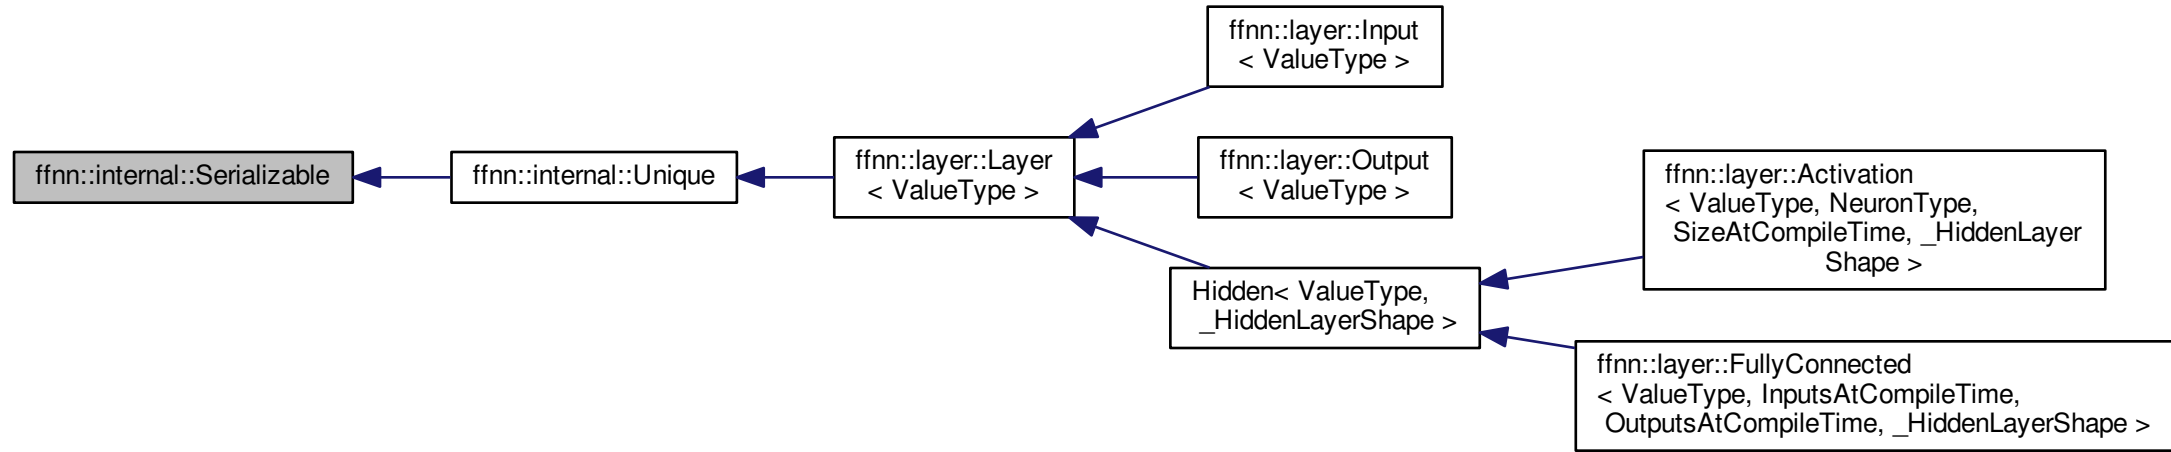 ffnn::internal::Serializable
ffnn::internal::Unique
ffnn::layer::Layer
< ValueType >
ffnn::layer::Input
< ValueType >
ffnn::layer::Output
< ValueType >
Hidden< ValueType,
_HiddenLayerShape >
ffnn::layer::Activation
< ValueType, NeuronType,
SizeAtCompileTime, _HiddenLayer
Shape >
ffnn::layer::FullyConnected
< ValueType, InputsAtCompileTime,
OutputsAtCompileTime, _HiddenLayerShape >